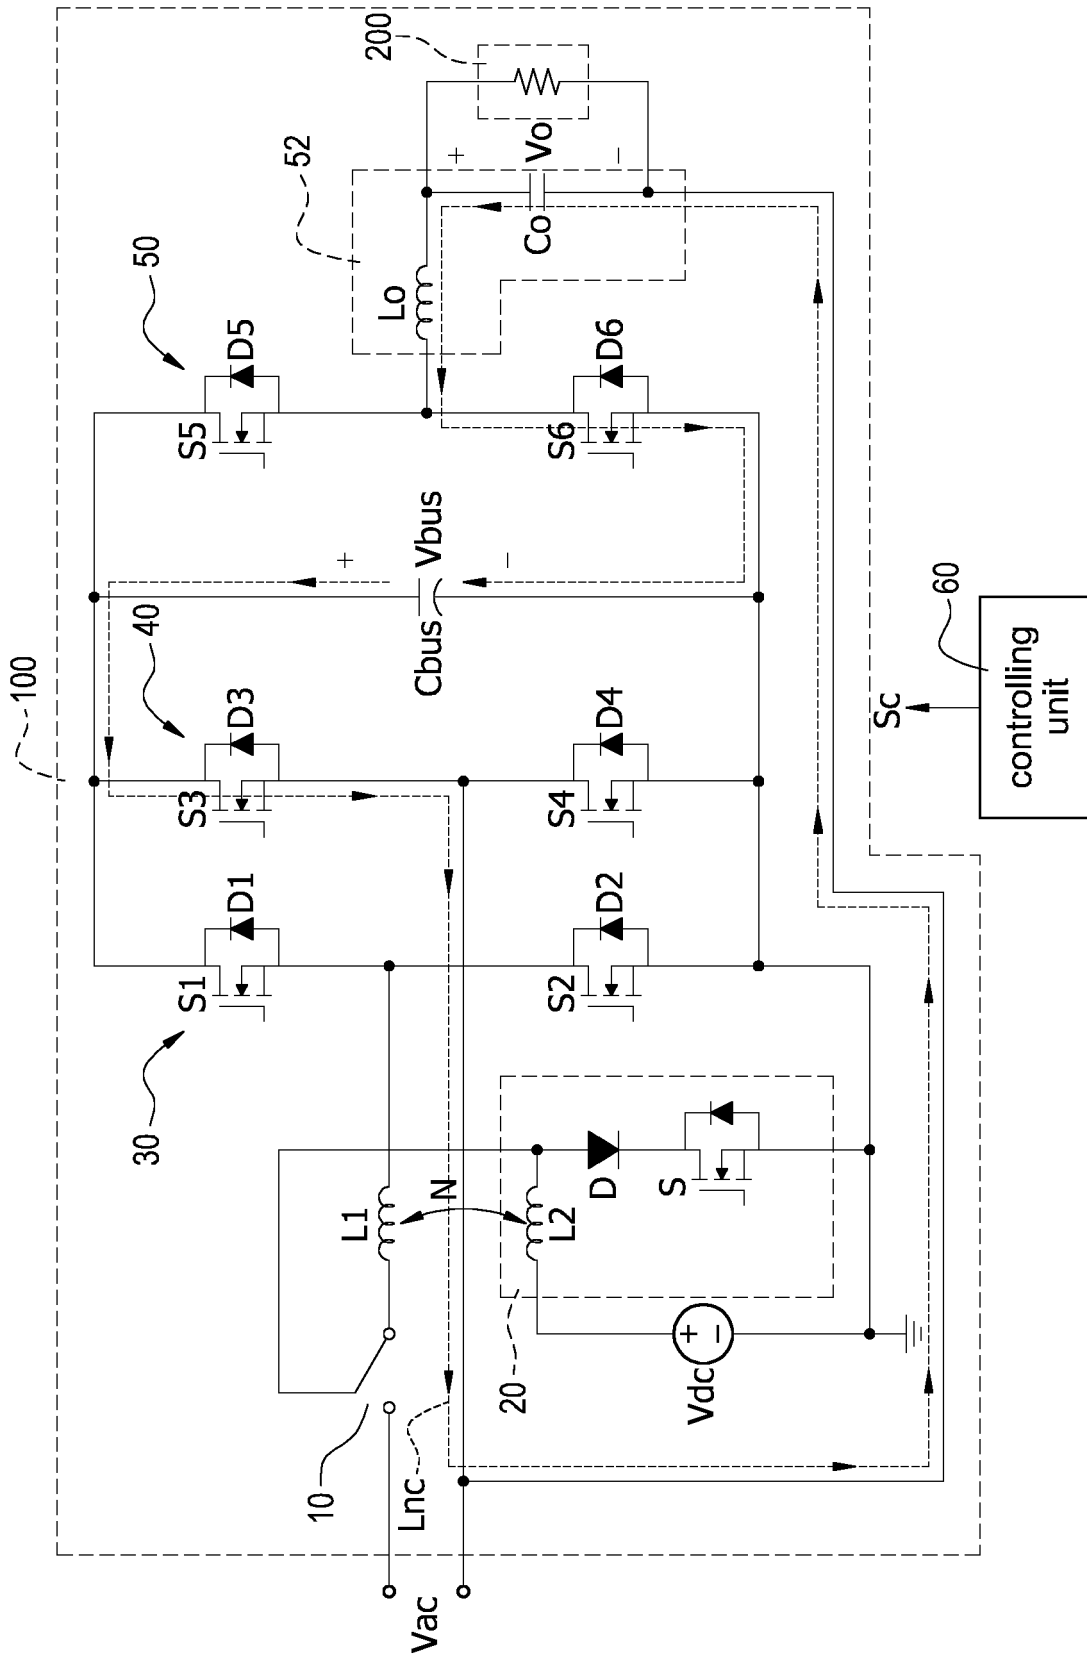 100
30
40
50
52
200
S1
D1
S3
D3
S5
D5
Vac
10
Lnc
L1
N
L2
20
Vdc
D
S
S2
D2
S4
D4
Cbus
Vbus
+
−
S6
D6
Lo
Co
Vo
+
−
+
−
Sc
60
controlling
unit